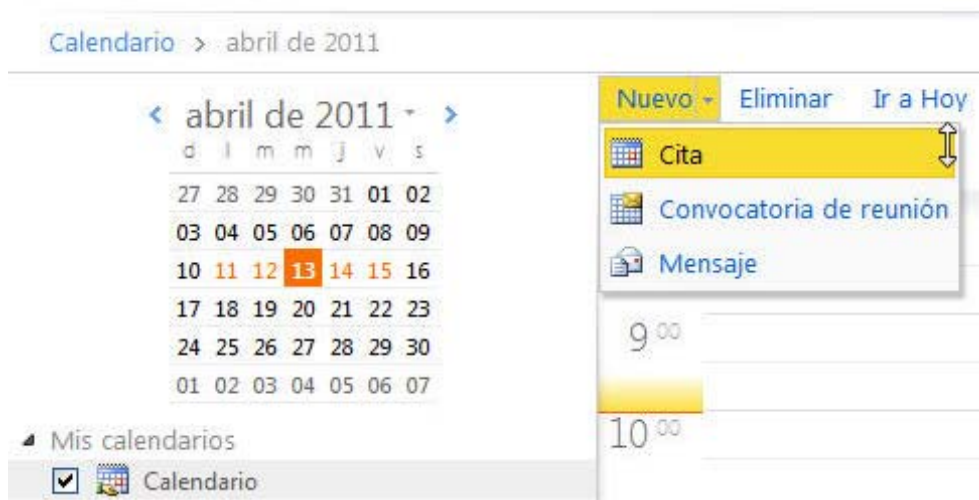 Calendario > abril de 2011
abril de 2011
d l m m j v s
27 28 29 30 31 01 02
03 04 05 06 07 08 09
10 11 12 13 14 15 16
17 18 19 20 21 22 23
24 25 26 27 28 29 30
01 02 03 04 05 06 07
Mis calendarios
Calendario
Nuevo Eliminar Ir a Hoy
Cita
Convocatoria de reunión
Mensaje
9 00
10 00